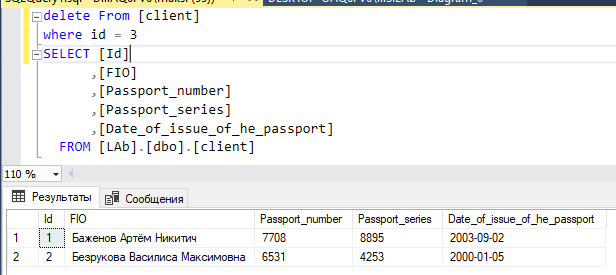 delete From [client]
where id = 3
SELECT [Id]
,[FIO]
,[Passport_number]
,[Passport_series]
,[Date_of_issue_of_he_passport]
FROM [LAb].[dbo].[client]
110 %
Результаты Сообщения
Id FIO Passport_number Passport_series Date_of_issue_of_he_passport
1 1 Баженов Артём Никитич 7708 8895 2003-09-02
2 2 Безрукова Василиса Максимовна 6531 4253 2000-01-05